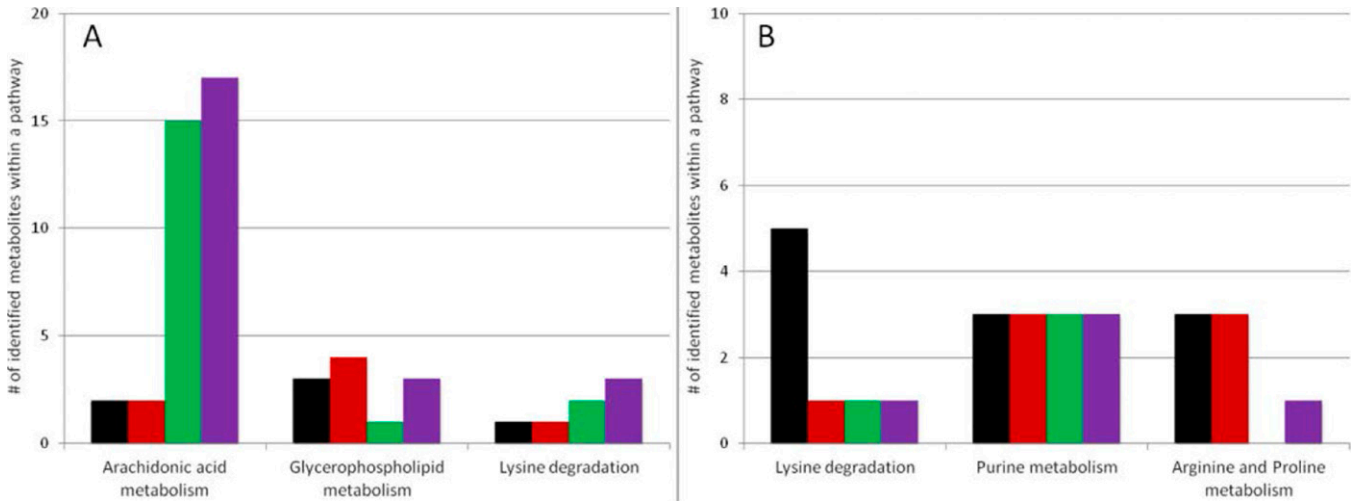 A
# of identified metabolites within a pathway
20
15
10
5
0
Arachidonic acid
metabolism
Glycerophospholipid
metabolism
Lysine degradation
B
# of identified metabolites within a pathway
10
8
6
4
2
0
Lysine degradation
Purine metabolism
Arginine and Proline
metabolism